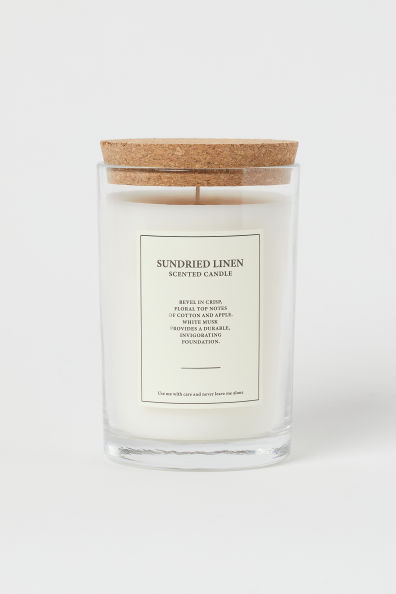 SUNDRIED LINEN
SCENTED CANDLE
REVEL IN CRISP,
FLORAL TOP NOTES
OF COTTON AND APPLE.
WHITE MUSK
PROVIDES A DURABLE,
INVIGORATING
FOUNDATION.
Use me with care and never leave me alone